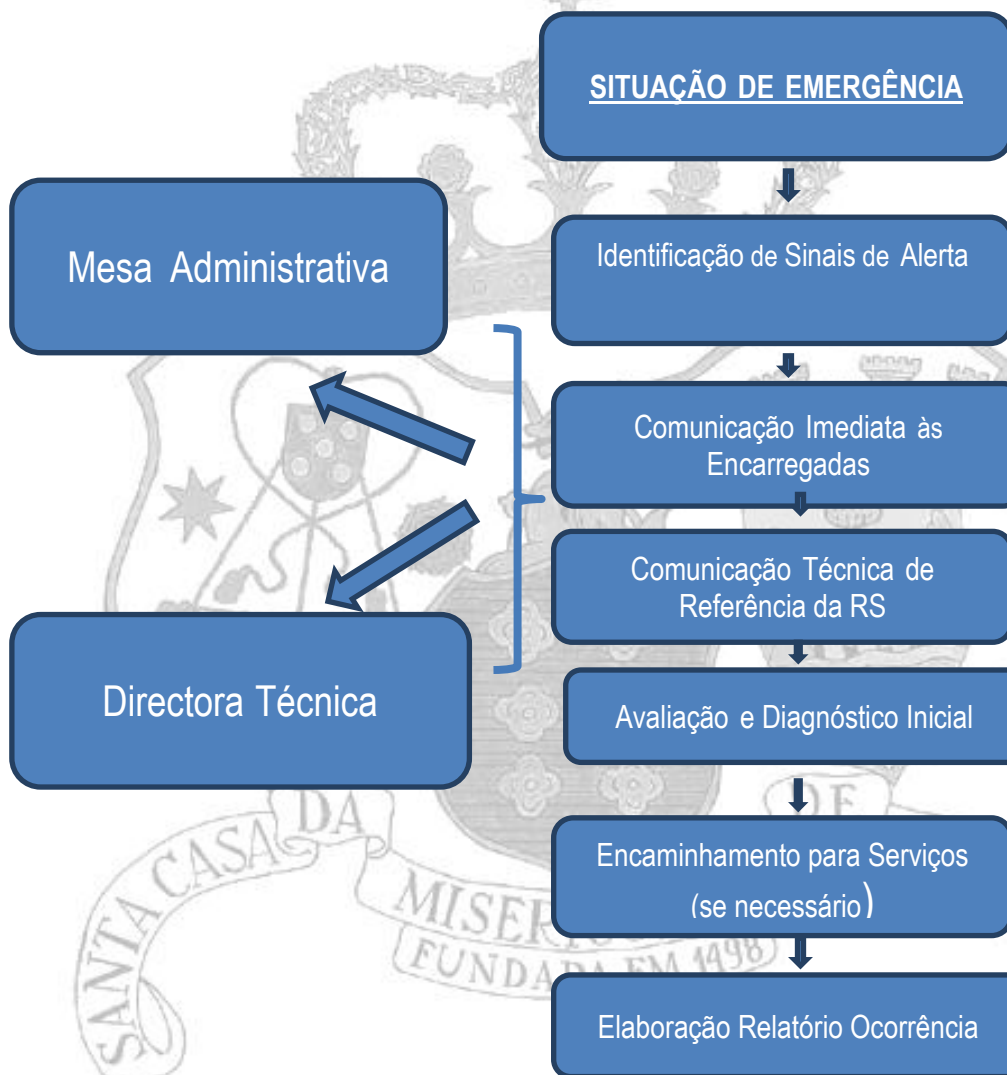 SITUAÇÃO DE EMERGÊNCIA
Mesa Administrativa
Identificação de Sinais de Alerta
Comunicação Imediata às
Encarregadas
Comunicação Técnica de
Referência da RS
Directora Técnica
Avaliação e Diagnóstico Inicial
Encaminhamento para Serviços
(se necessário)
Elaboração Relatório Ocorrência
SANTA CASA DA
DE
FUNDADA EM 1498